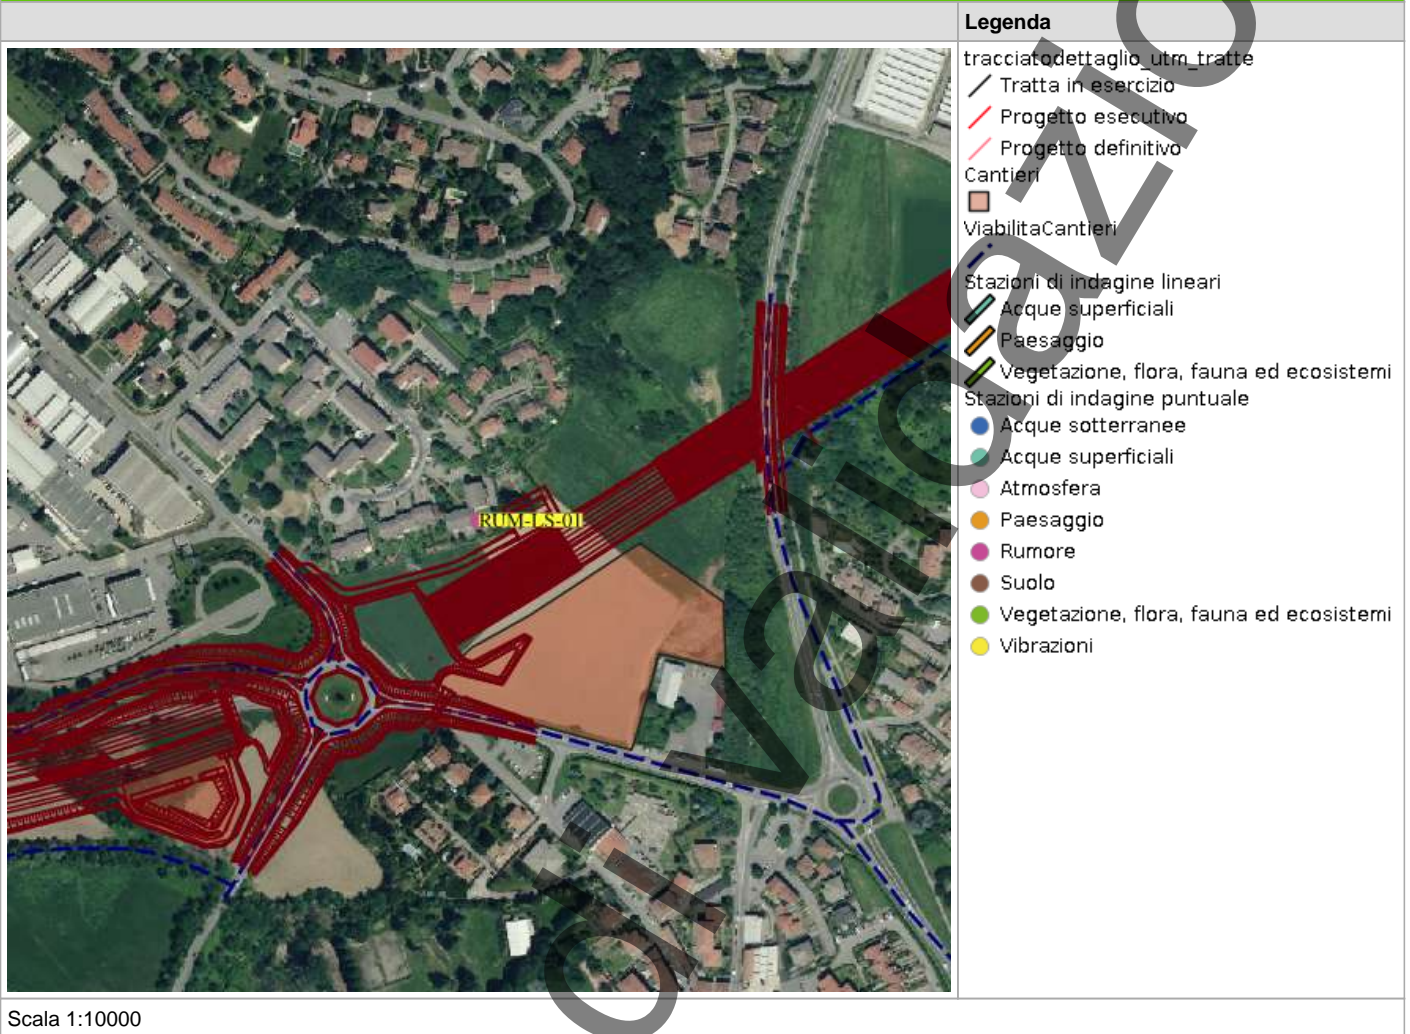 Legenda
tracciatodettaglio_utm_tratte
Tratta in esercizio
Progetto esecutivo
Progetto definitivo
Cantieri
ViabilitaCantieri
Stazioni di indagine lineari
Acque superficiali
Paesaggio
Vegetazione, flora, fauna ed ecosistemi
Stazioni di indagine puntuale
Acque sotterranee
Acque superficiali
Atmosfera
Paesaggio
Rumore
Suolo
Vegetazione, flora, fauna ed ecosistemi
Vibrazioni
RUM-LS-01
Scala 1:10000
di validazio